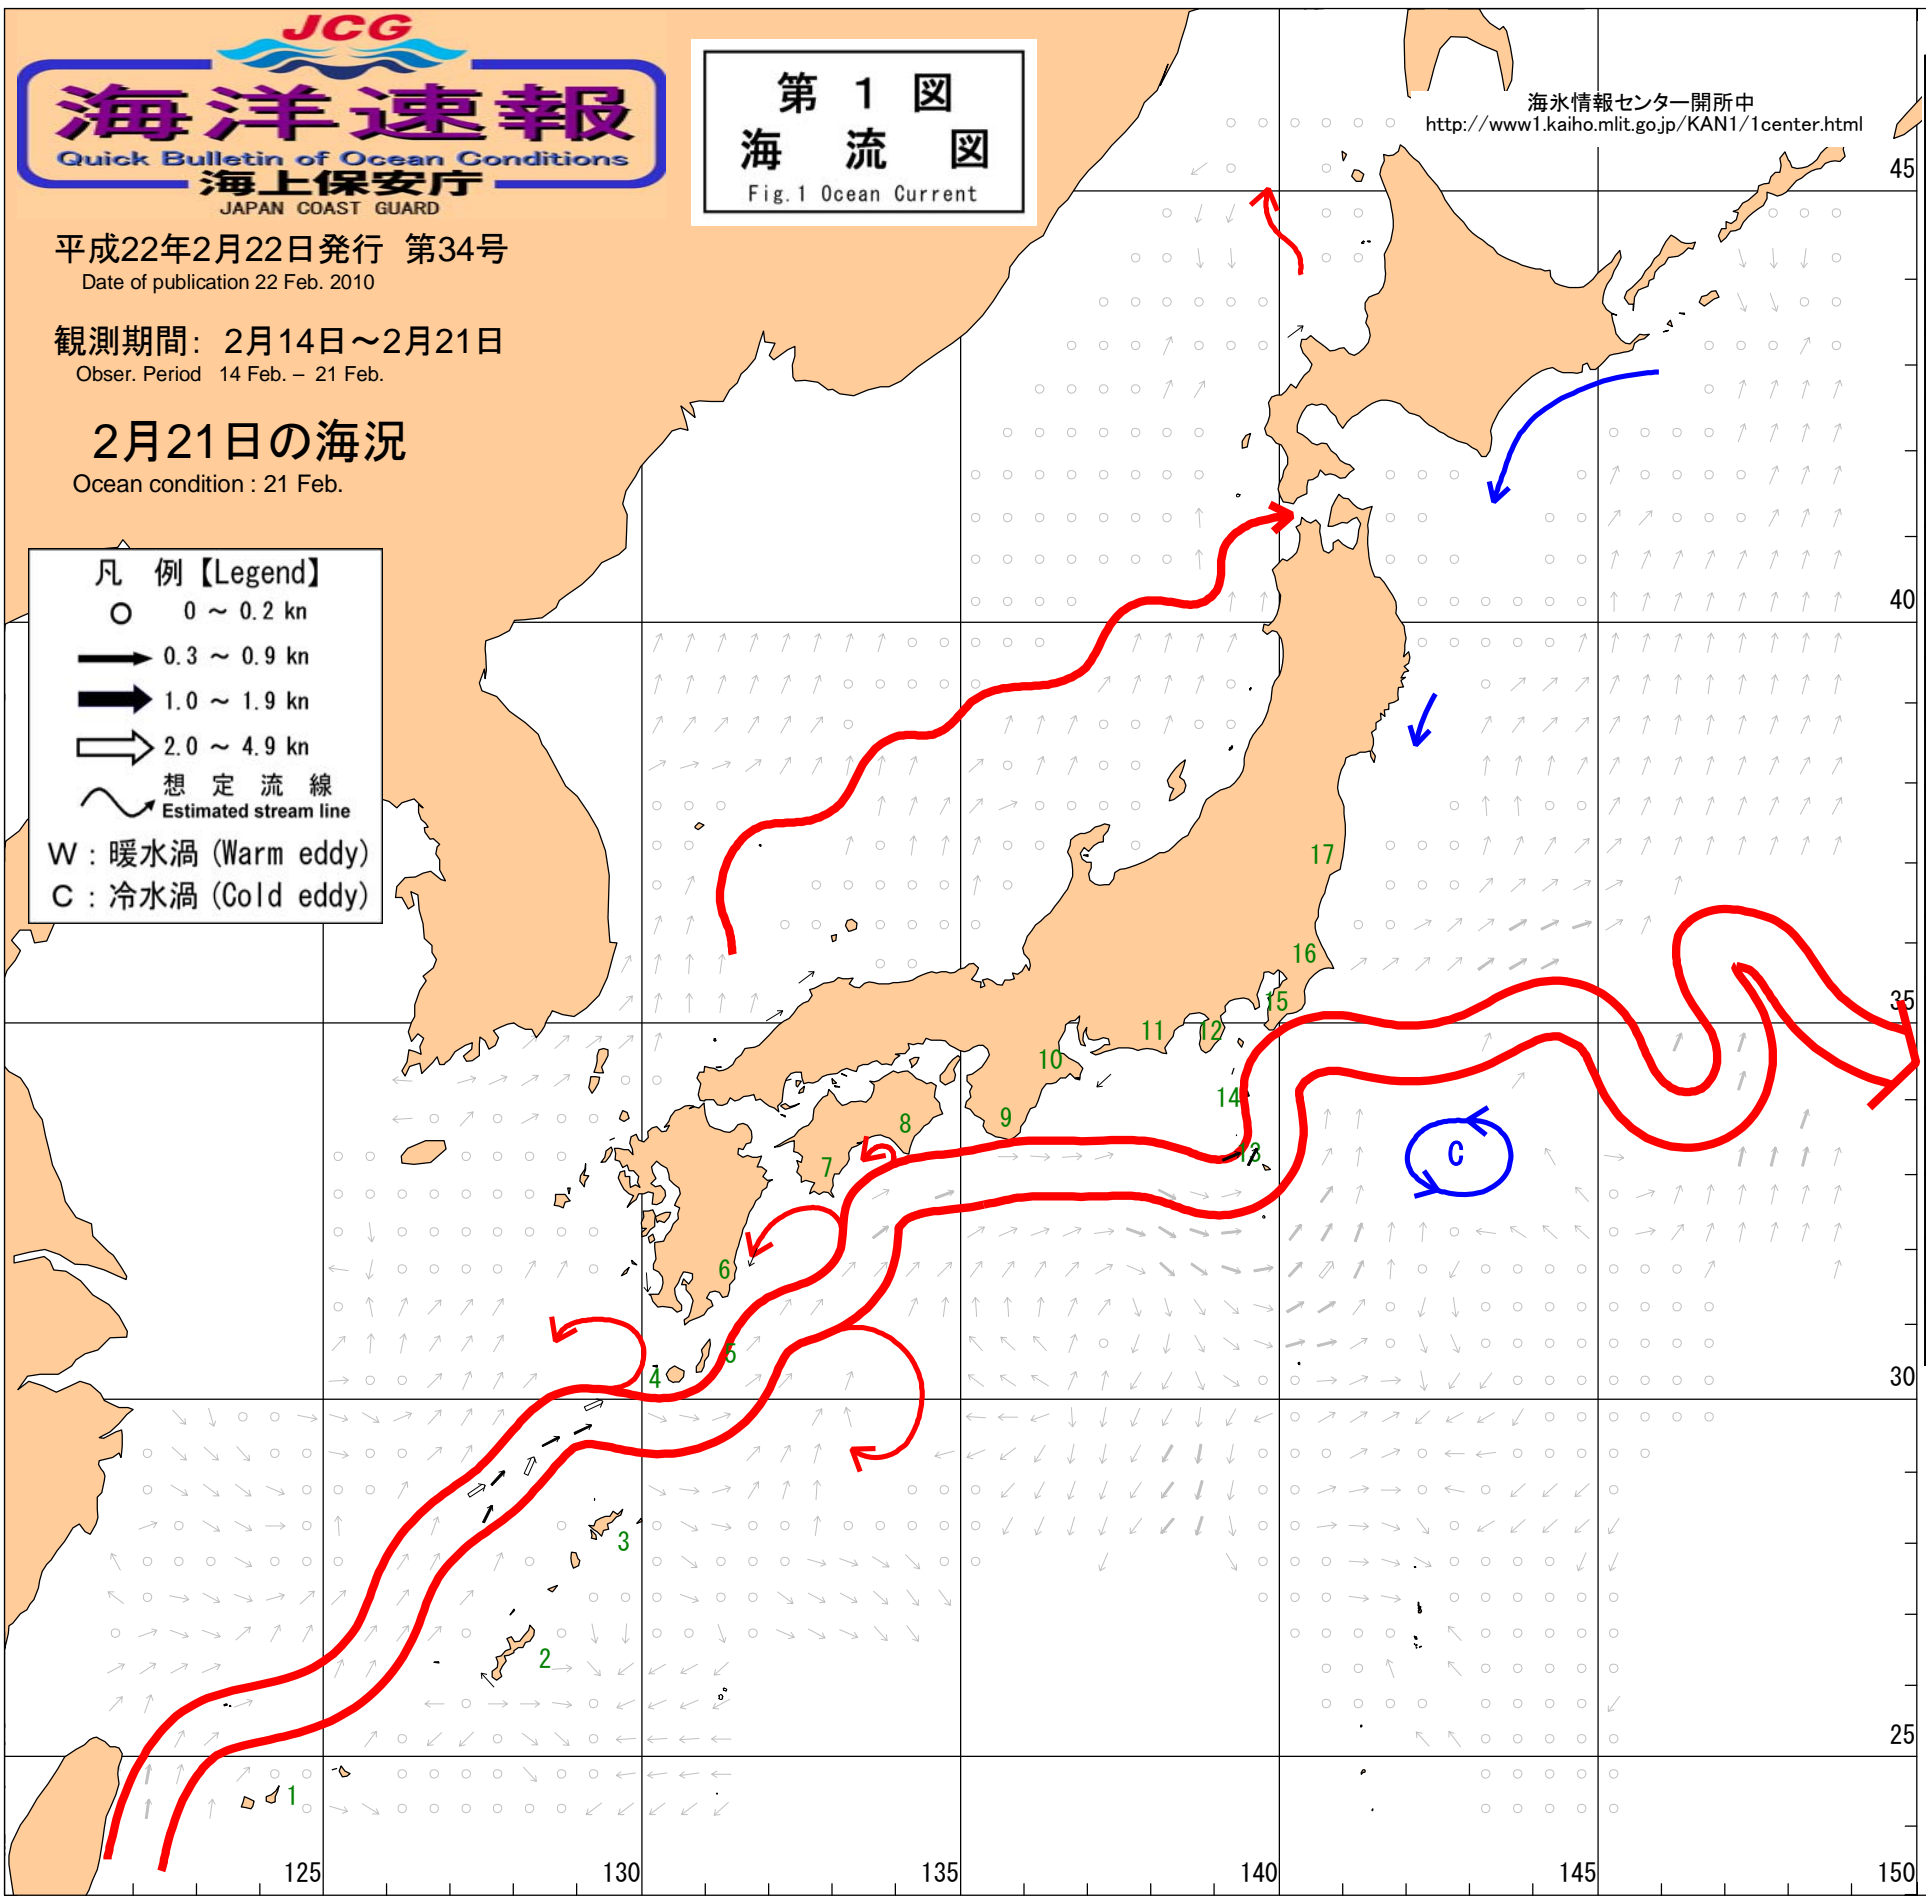 JCG
海洋速報
Quick Bulletin of Ocean Conditions
海上保安庁
JAPAN COAST GUARD
第 1 図
海 流 図
Fig.1 Ocean Current
海氷情報センター開所中
http://www1.kaiho.mlit.go.jp/KAN1/1center.html
平成22年2月22日発行 第34号
Date of publication 22 Feb. 2010
観測期間: 2月14日～2月21日
Obser. Period 14 Feb. – 21 Feb.
2月21日の海況
Ocean condition : 21 Feb.
凡 例【Legend】
0 ～ 0.2 kn
0.3 ～ 0.9 kn
1.0 ～ 1.9 kn
2.0 ～ 4.9 kn
想 定 流 線
Estimated stream line
W : 暖水渦 (Warm eddy)
C : 冷水渦 (Cold eddy)
45
40
35
30
25
17
16
15
12
11
10
14
9
8
13
C
7
6
5
4
3
2
1
125
130
135
140
145
150